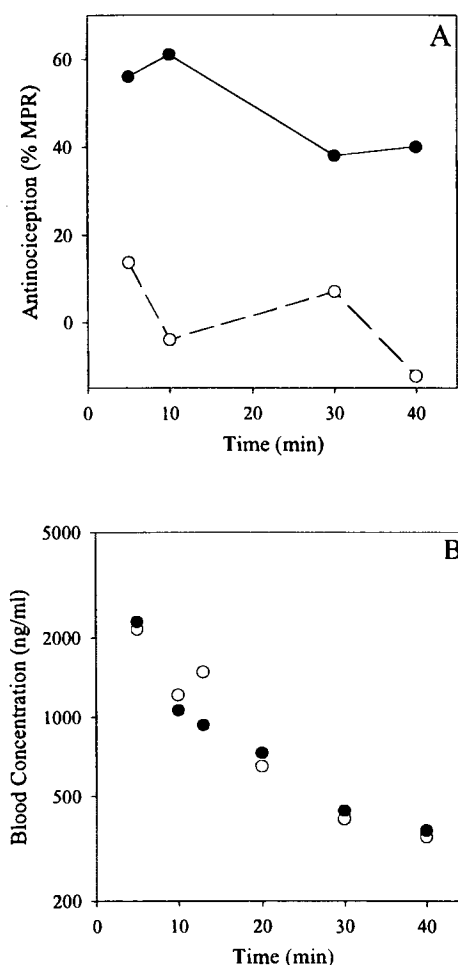 A
60
40
20
0
Antinociception (% MPR)
0 10 20 30 40
Time (min)
B
5000
2000
1000
500
200
Blood Concentration (ng/ml)
0 10 20 30 40
Time (min)